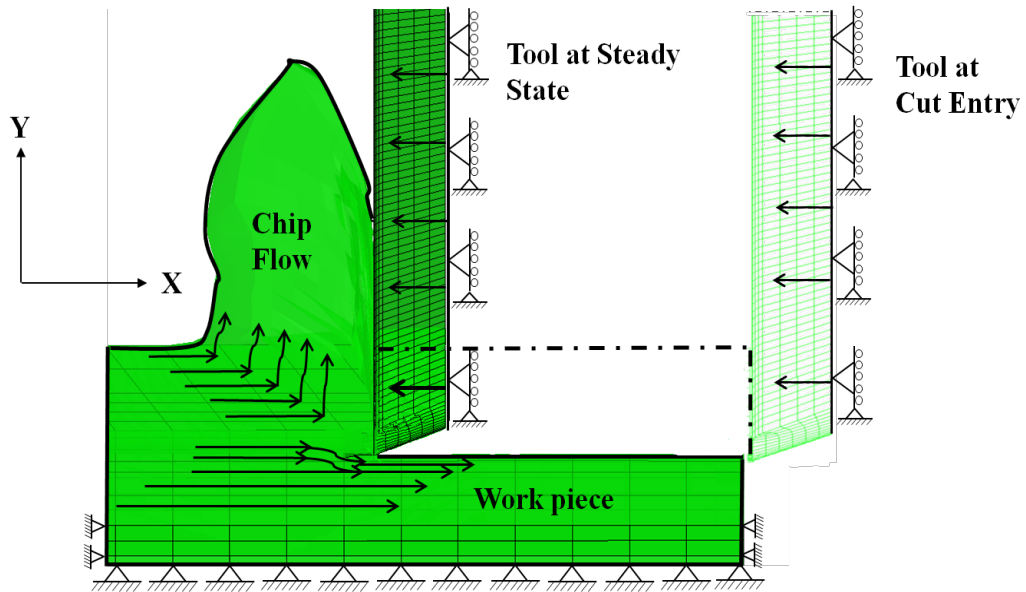 Tool at Steady
State
Tool at
Cut Entry
Y
Chip
Flow
X
Work piece